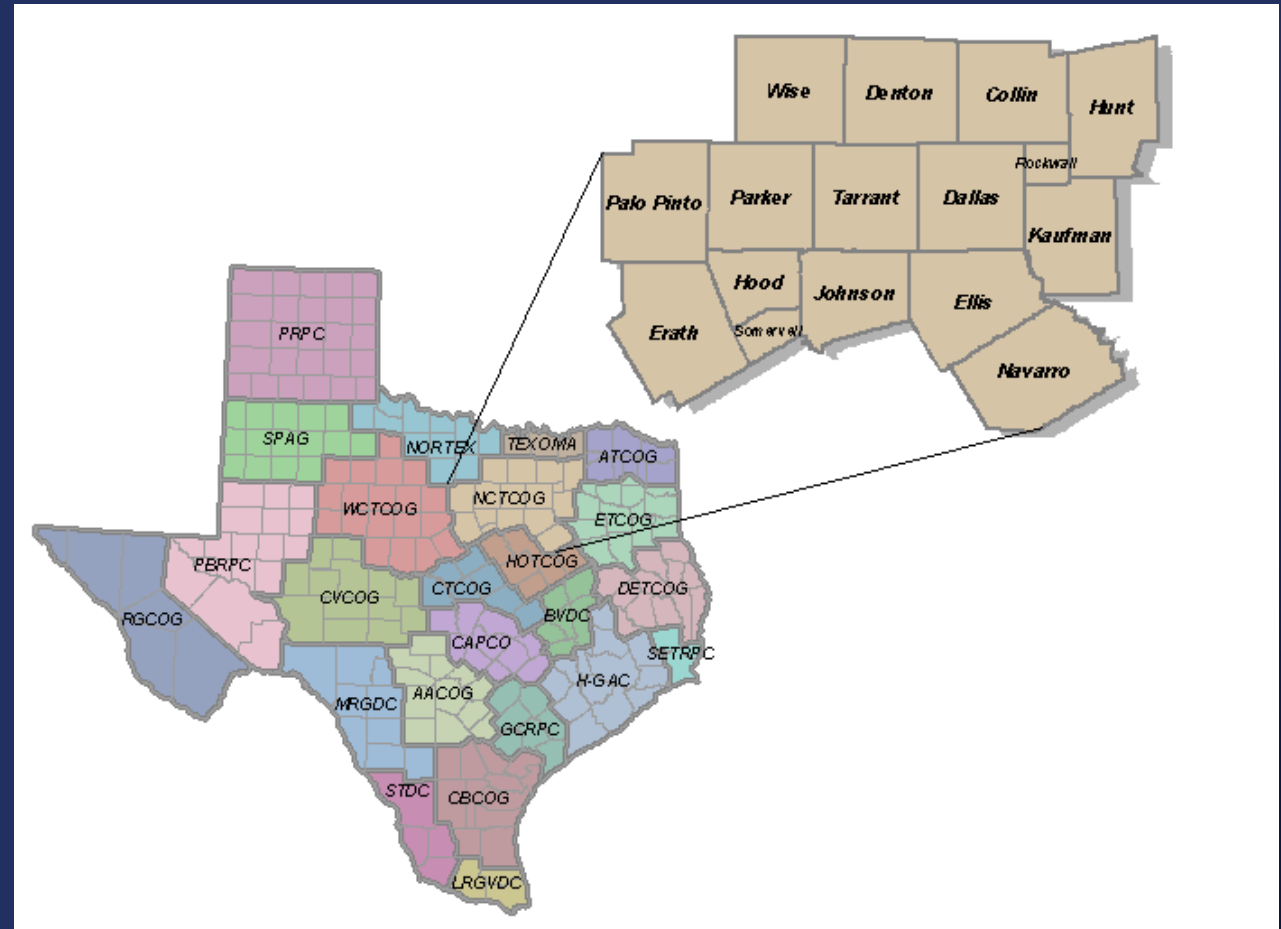 Wise
Denton
Collin
Hunt
Rockwall
Palo Pinto
Parker
Tarrant
Dallas
Kaufman
Hood
Johnson
Ellis
Erath
Somervell
Navarro
PRPC
SPAG
NORTEX
TEXOMA
ATCOG
WCTCOG
NCTCOG
ETCOG
PBRPC
HOTCOG
CVCOG
CTCOG
DETCOG
RGCOG
BVDC
CAPCO
SETRPC
H-GAC
AACOG
MRGDC
GCRPC
STDC
CBCOG
LRGVDC